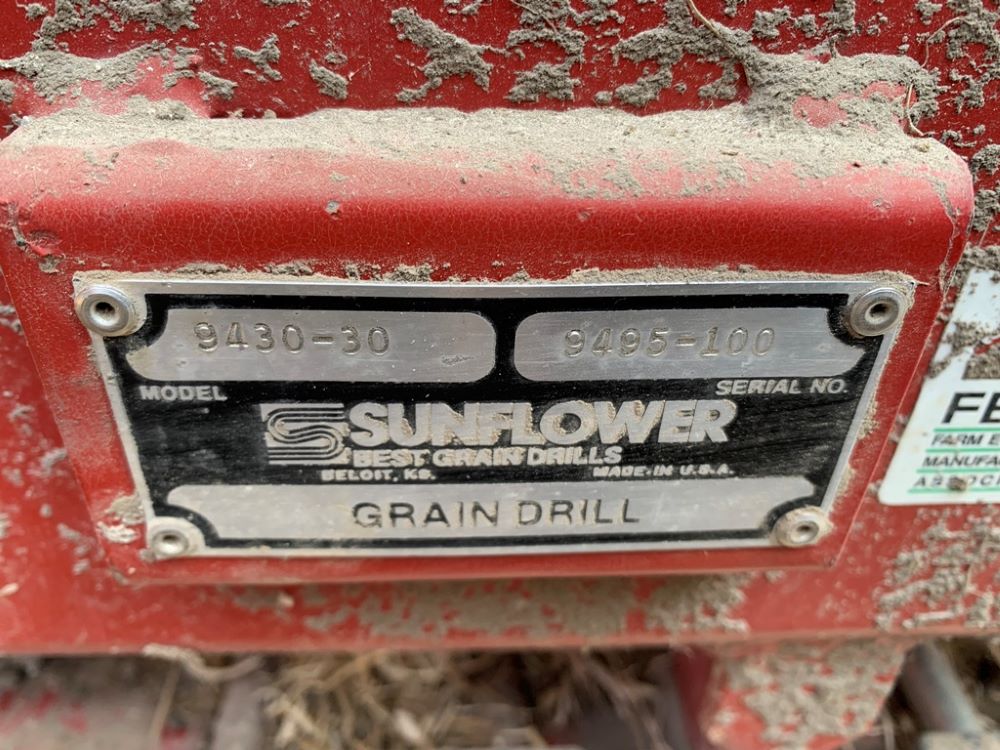 9430-30
9495-100
MODEL
SERIAL NO.
SUNFLOWER
BEST GRAIN DRILLS
BELOIT, KS.
MADE IN U.S.A.
GRAIN DRILL
FE
FARM E
MANUFA
ASSOC